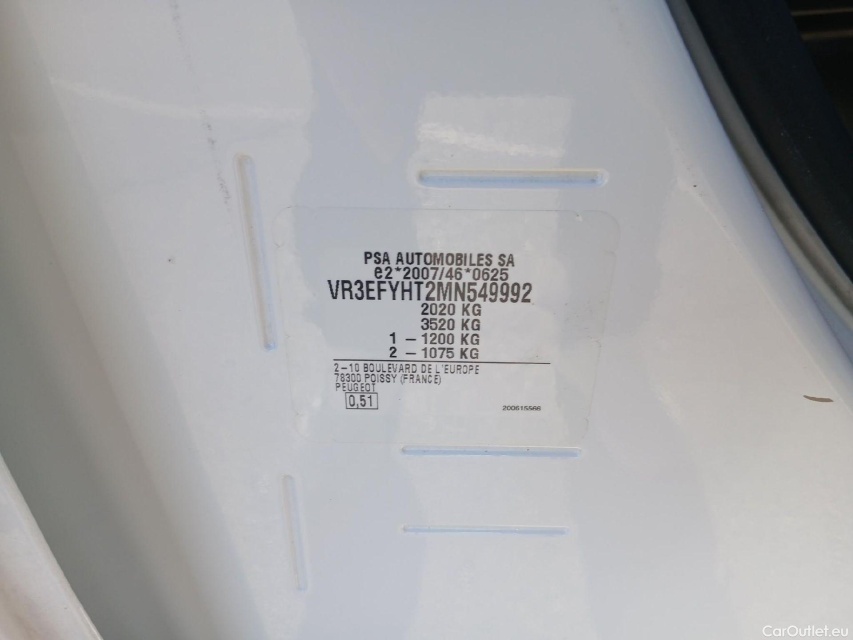 PSA AUTOMOBILES SA
e2*2007/46*0625
VR3EFYHT2MN549992
2020 KG
3520 KG
1 – 1200 KG
2 – 1075 KG
2–10 BOULEVARD DE L'EUROPE
78300 POISSY (FRANCE)
PEUGEOT
0,51
200615566
CarOutlet.eu